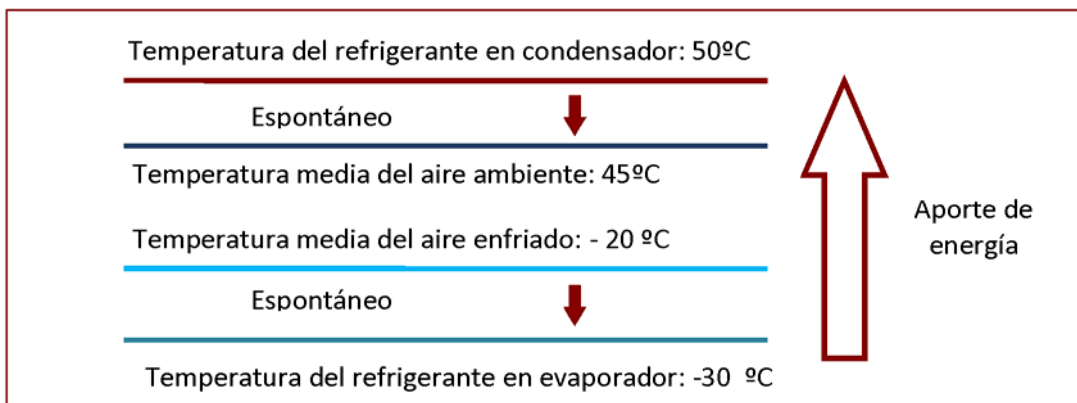 Temperatura del refrigerante en condensador: 50ºC
Espontáneo
Temperatura media del aire ambiente: 45ºC
Temperatura media del aire enfriado: - 20 ºC
Aporte de
energía
Espontáneo
Temperatura del refrigerante en evaporador: -30 ºC